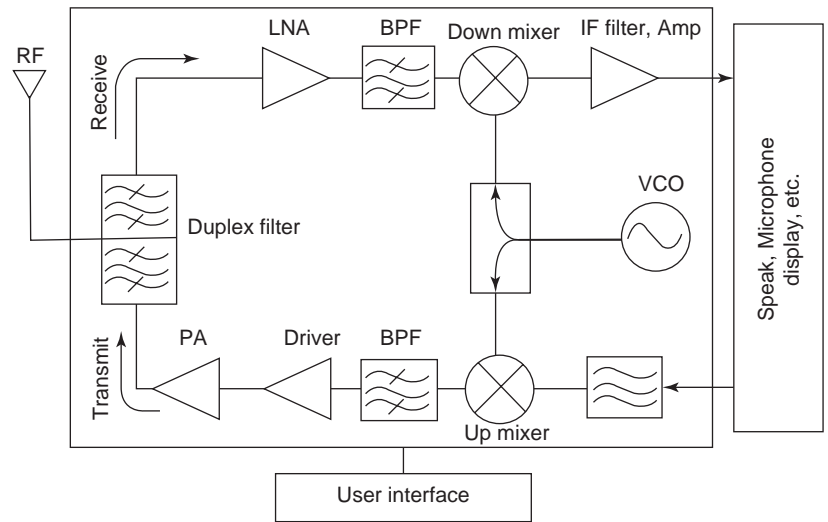 LNA
BPF
Down mixer
IF filter, Amp
RF
Receive
Duplex filter
VCO
Speak, Microphone
display, etc.
Transmit
PA
Driver
BPF
Up mixer
User interface